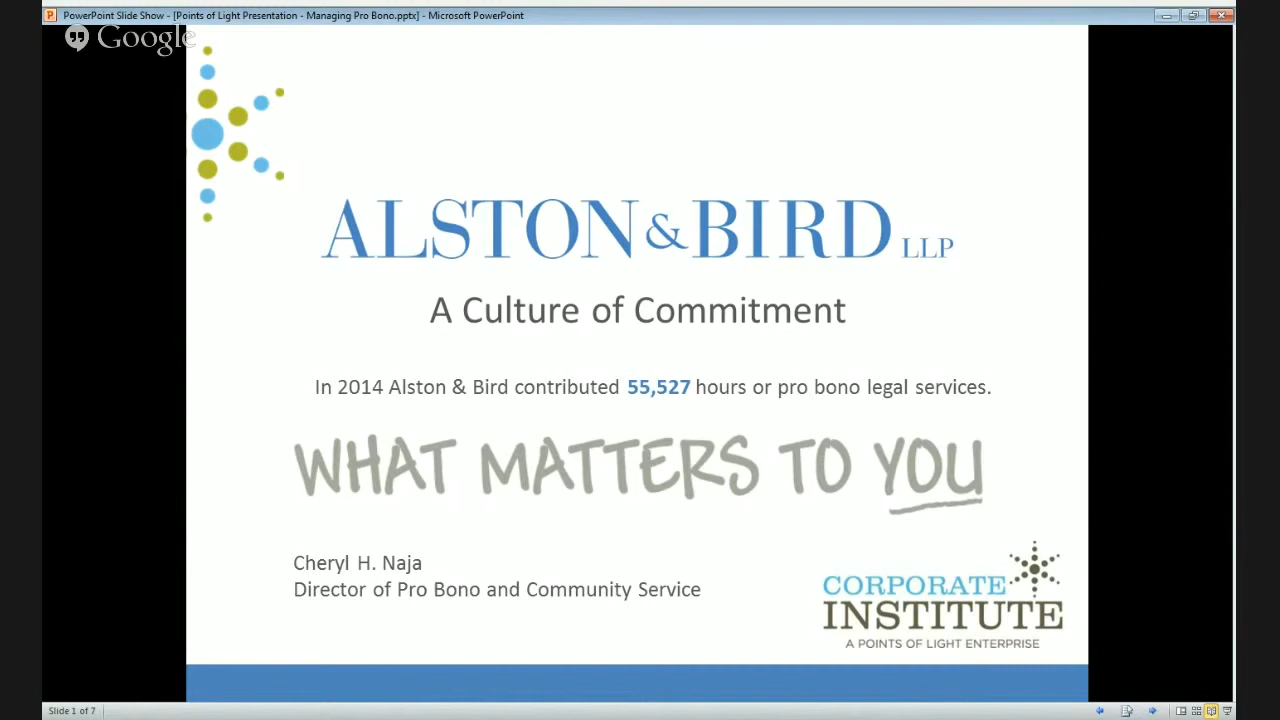 PowerPoint Slide Show - [Points of Light Presentation - Managing Pro Bono.pptx] - Microsoft PowerPoint
Google
ALSTON & BIRD LLP
A Culture of Commitment
In 2014 Alston & Bird contributed 55,527 hours or pro bono legal services.
WHAT MATTERS TO YOU
Cheryl H. Naja
Director of Pro Bono and Community Service
CORPORATE
INSTITUTE
A POINTS OF LIGHT ENTERPRISE
Slide 1 of 7